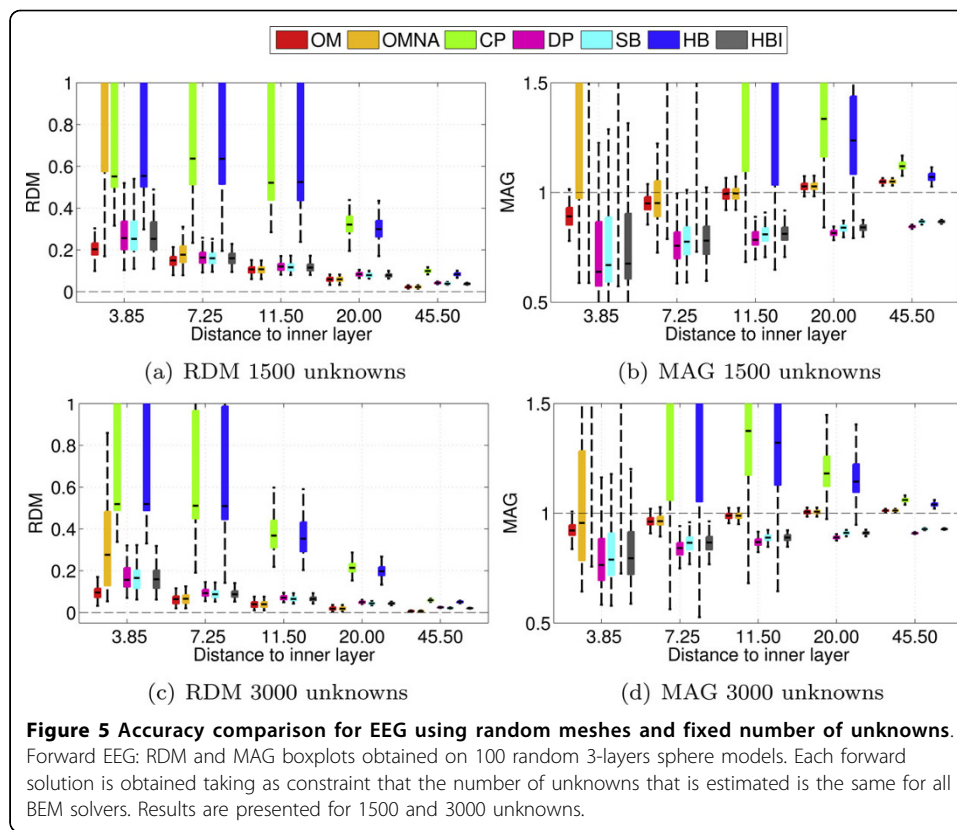 OM OMNA CP DP SB HB HBI
1 0.8 0.6 0.4 0.2 0
RDM
3.85 7.25 11.50 20.00 45.50
Distance to inner layer
(a) RDM 1500 unknowns
1.5 1 0.5
MAG
3.85 7.25 11.50 20.00 45.50
Distance to inner layer
(b) MAG 1500 unknowns
1 0.8 0.6 0.4 0.2 0
RDM
3.85 7.25 11.50 20.00 45.50
Distance to inner layer
(c) RDM 3000 unknowns
1.5 1 0.5
MAG
3.85 7.25 11.50 20.00 45.50
Distance to inner layer
(d) MAG 3000 unknowns
Figure 5 Accuracy comparison for EEG using random meshes and fixed number of unknowns.
Forward EEG: RDM and MAG boxplots obtained on 100 random 3-layers sphere models. Each forward
solution is obtained taking as constraint that the number of unknowns that is estimated is the same for all
BEM solvers. Results are presented for 1500 and 3000 unknowns.